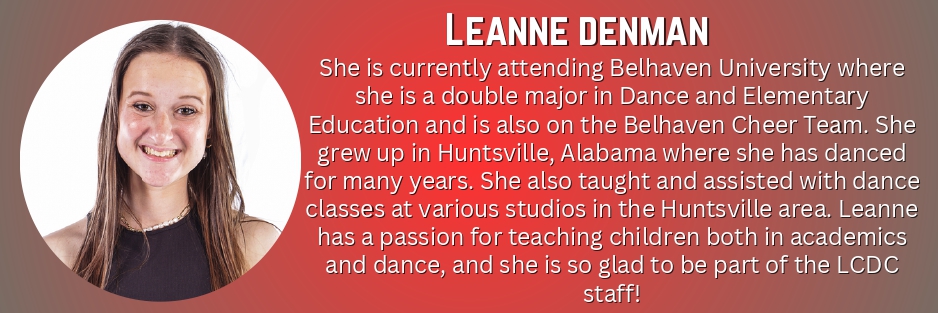 LEANNE DENMAN
She is currently attending Belhaven University where
she is a double major in Dance and Elementary
Education and is also on the Belhaven Cheer Team. She
grew up in Huntsville, Alabama where she has danced
for many years. She also taught and assisted with dance
classes at various studios in the Huntsville area. Leanne
has a passion for teaching children both in academics
and dance, and she is so glad to be part of the LCDC
staff!